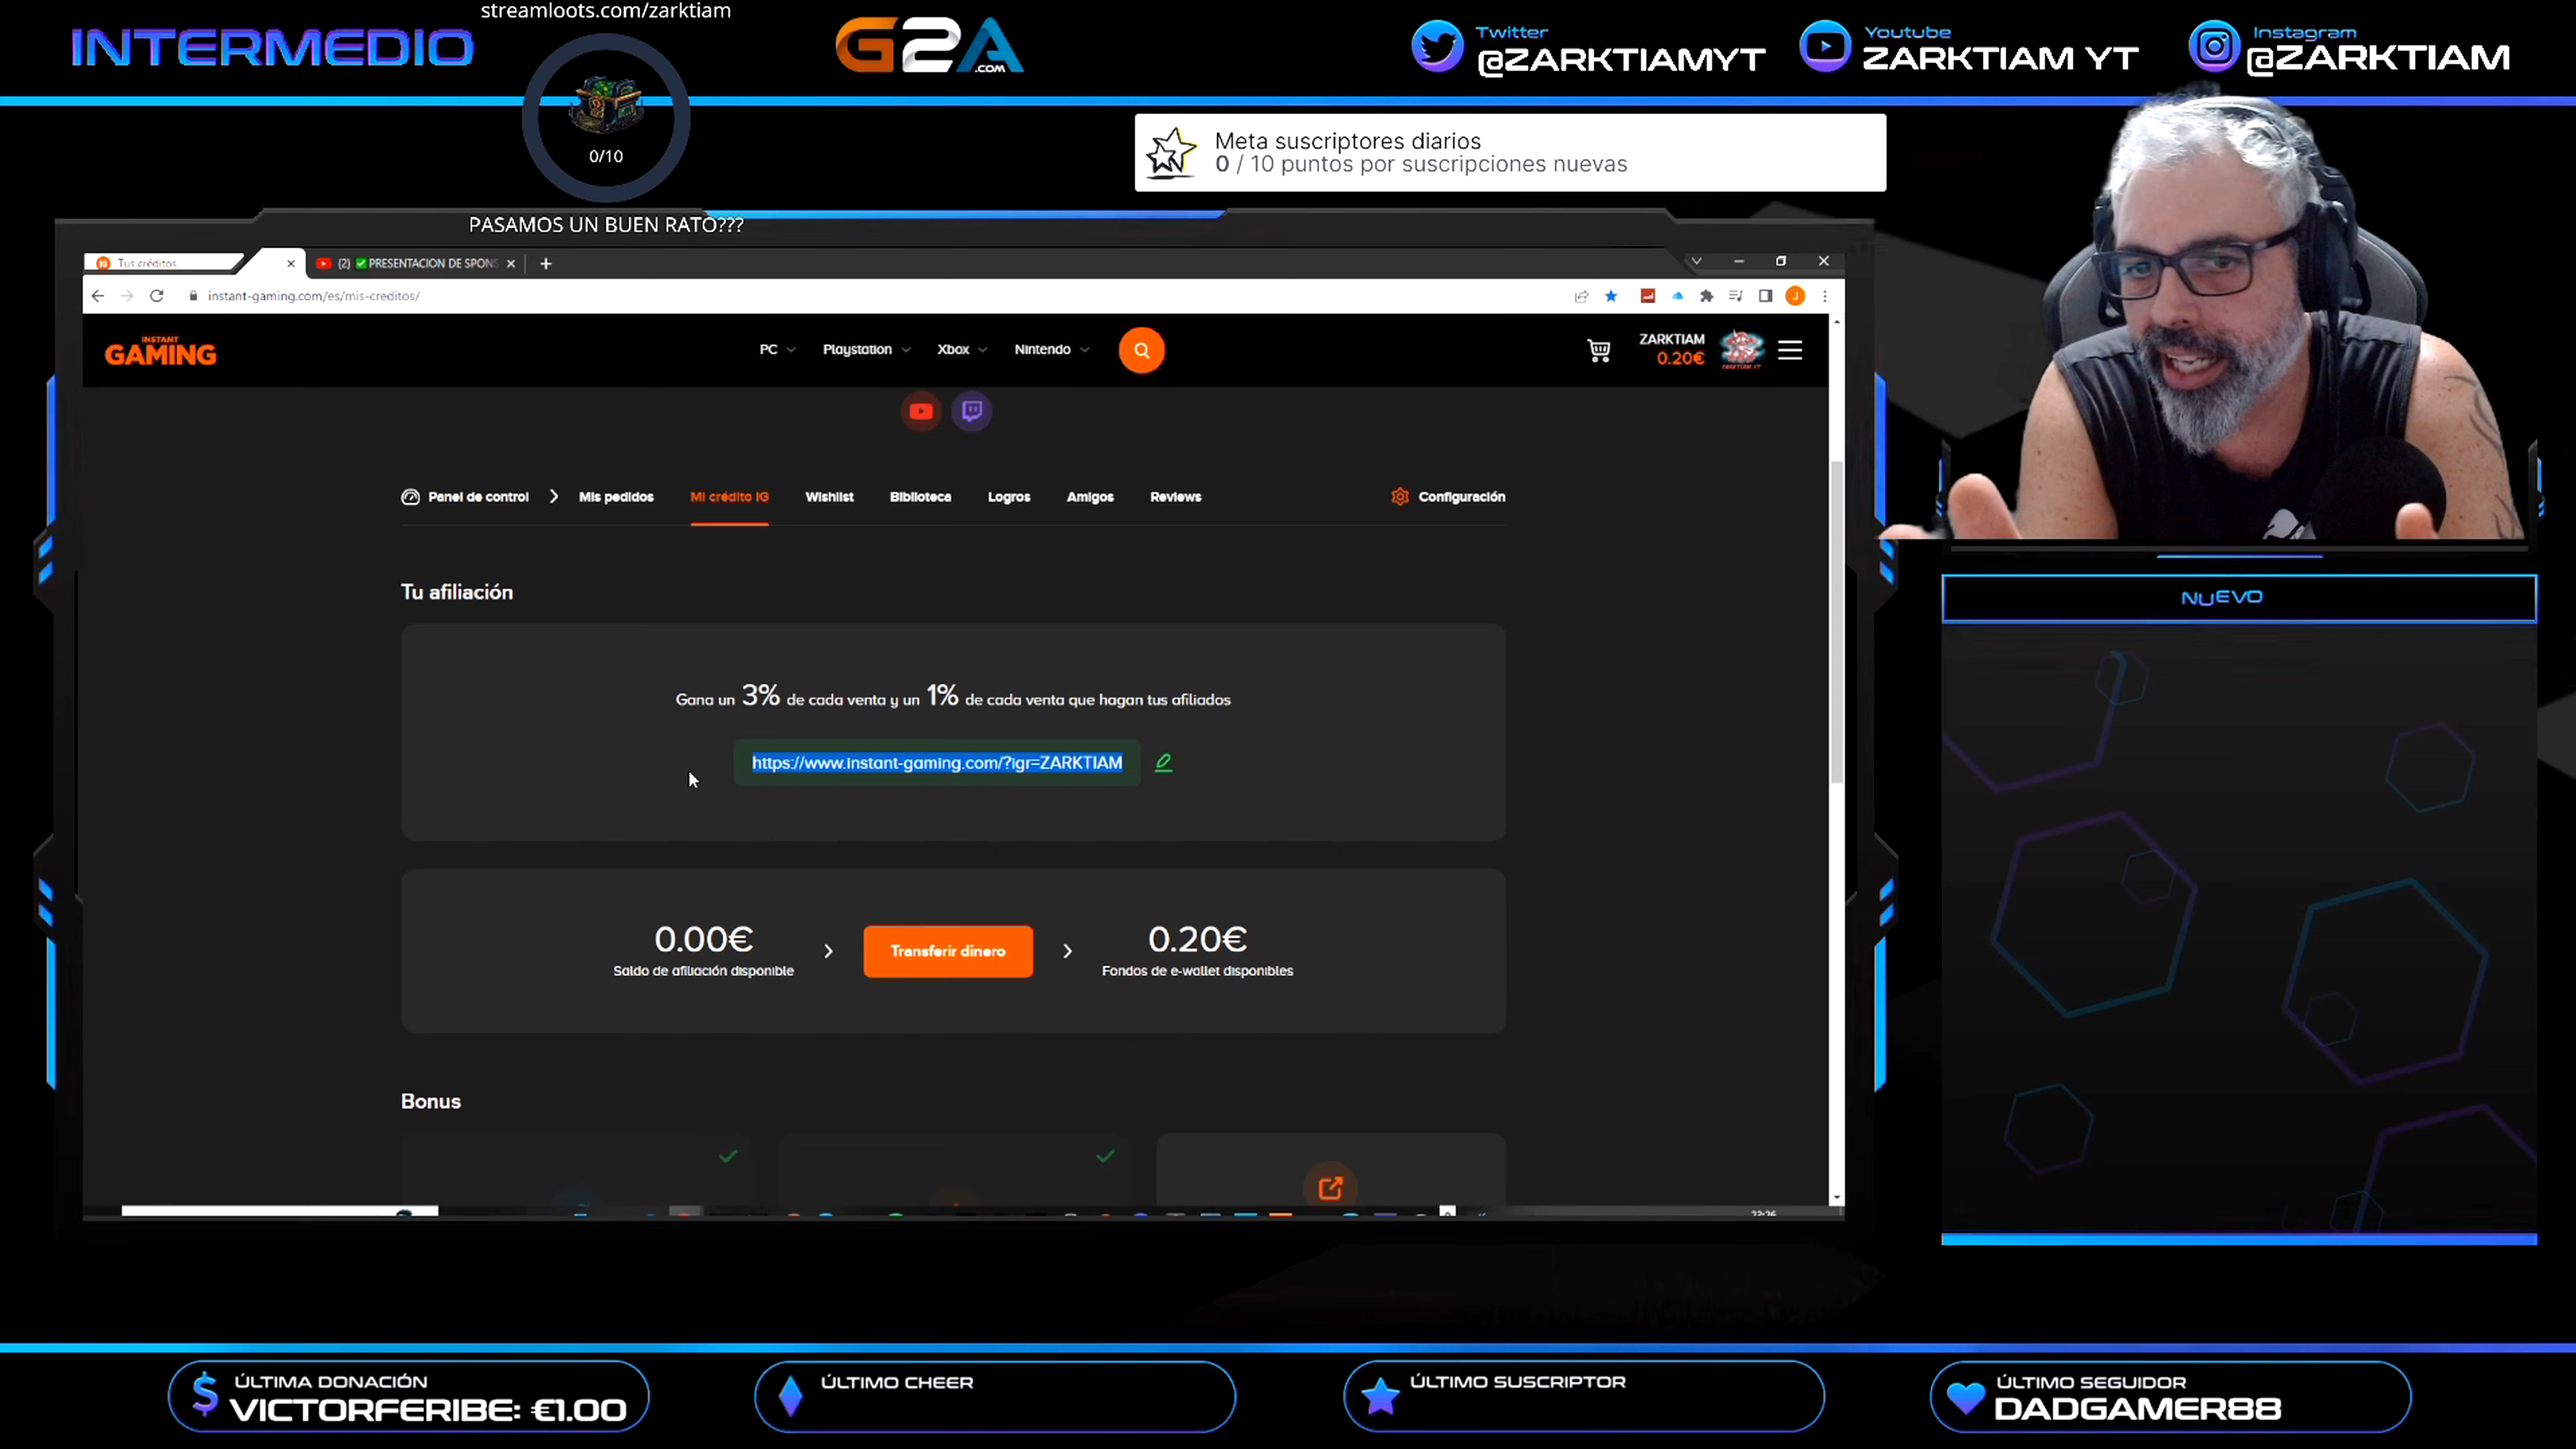 streamloots.com/zarktiam
INTERMEDIO
G2A
.COM
Twitter
@ZARKTIAMYT
Youtube
ZARKTIAM YT
Instagram
@ZARKTIAM
0/10
Meta suscriptores diarios
0 / 10 puntos por suscripciones nuevas
PASAMOS UN BUEN RATO???
Tus créditos
(2) ✅ PRESENTACION DE SPONS
instant-gaming.com/es/mis-creditos/
J
INSTANT
GAMING
PC
Playstation
Xbox
Nintendo
ZARKTIAM
0.20€
ZARKTIAM YT
Panel de control
Mis pedidos
Mi crédito IG
Wishlist
Biblioteca
Logros
Amigos
Reviews
Configuración
Tu afiliación
Gana un 3% de cada venta y un 1% de cada venta que hagan tus afiliados
https://www.instant-gaming.com/?igr=ZARKTIAM
0.00€
Saldo de afiliación disponible
Transferir dinero
0.20€
Fondos de e-wallet disponibles
Bonus
NUEVO
ÚLTIMA DONACIÓN
VICTORFERIBE: €1.00
ÚLTIMO CHEER
ÚLTIMO SUSCRIPTOR
ÚLTIMO SEGUIDOR
DADGAMER88